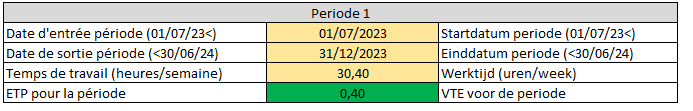 Periode 1
Date d'entrée période (01/07/23<) 01/07/2023 Startdatum periode (01/07/23<)
Date de sortie période (<30/06/24) 31/12/2023 Einddatum periode (<30/06/24)
Temps de travail (heures/semaine) 30,40 Werktijd (uren/week)
ETP pour la période 0,40 VTE voor de periode